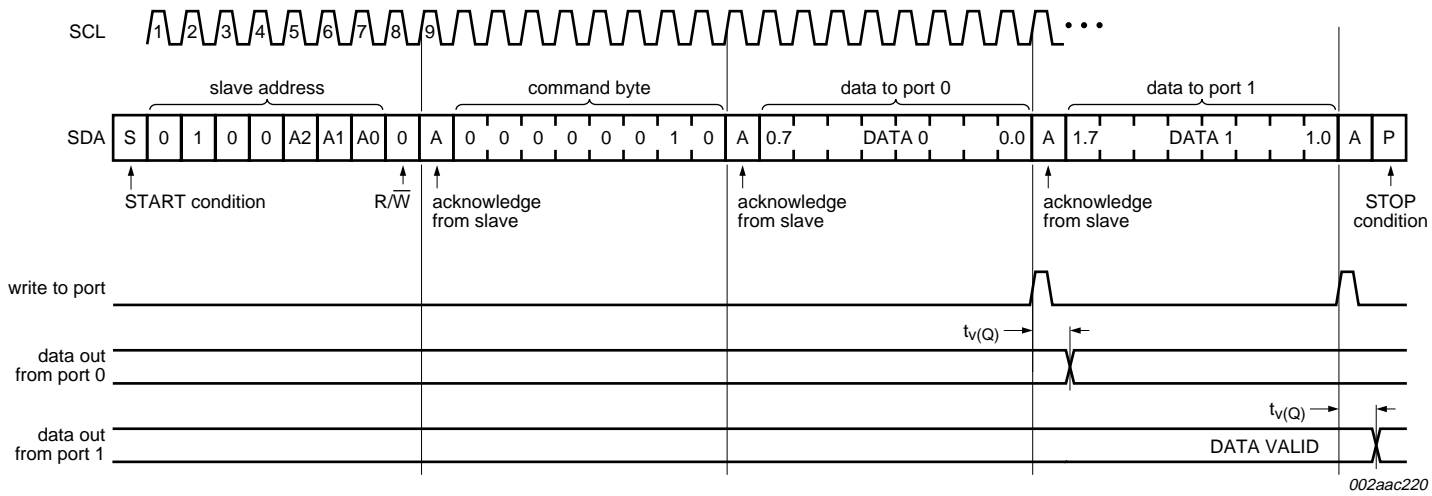 SCL 1 2 3 4 5 6 7 8 9
slave address command byte data to port 0 data to port 1
SDA S 0 1 0 0 A2 A1 A0 0 A 0 0 0 0 0 0 1 0 A 0.7 DATA 0 0.0 A 1.7 DATA 1 1.0 A P
START condition R/W̅ acknowledge from slave acknowledge from slave acknowledge from slave STOP condition
write to port
tv(Q)
data out
from port 0
tv(Q)
data out
from port 1
DATA VALID
002aac220